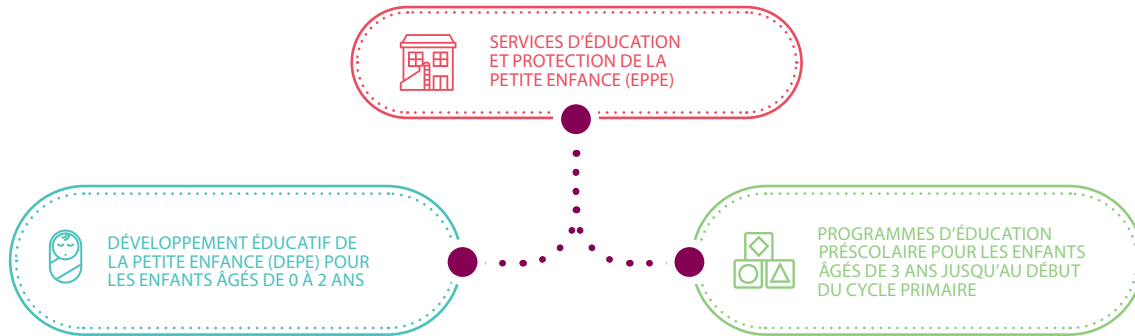 SERVICES D'ÉDUCATION
ET PROTECTION DE LA
PETITE ENFANCE (EPPE)
DÉVELOPPEMENT ÉDUCATIF DE
LA PETITE ENFANCE (DEPE) POUR
LES ENFANTS ÂGÉS DE 0 À 2 ANS
PROGRAMMES D'ÉDUCATION
PRÉSCOLAIRE POUR LES ENFANTS
ÂGÉS DE 3 ANS JUSQU'AU DÉBUT
DU CYCLE PRIMAIRE